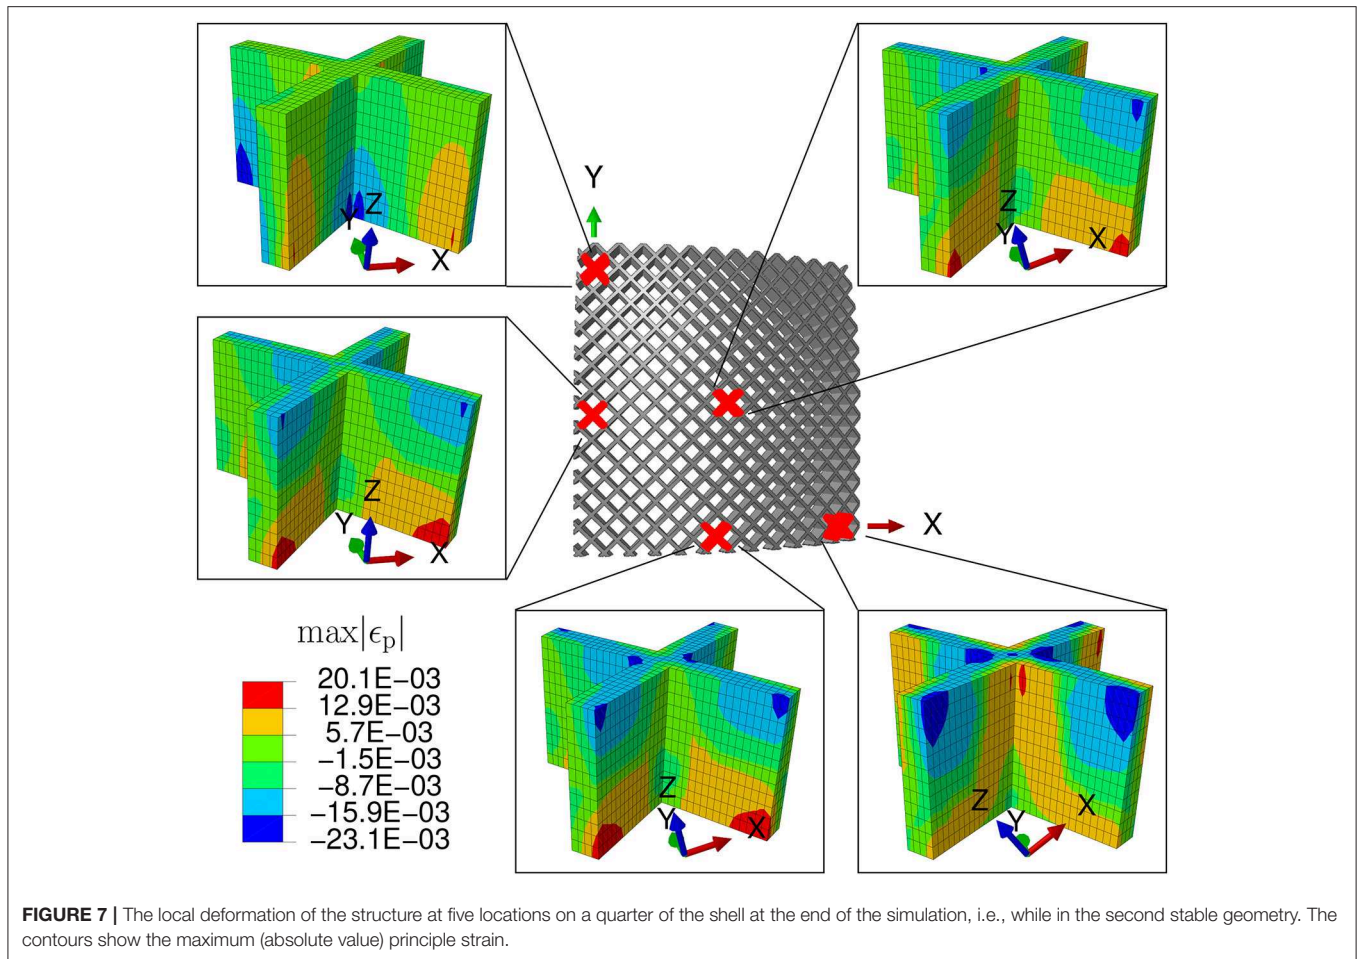 Y
Z
Y
X
Z
Y
X
Z
Y
X
X
max|ϵp|
20.1E−03
12.9E−03
5.7E−03
−1.5E−03
−8.7E−03
−15.9E−03
−23.1E−03
Z
Y
X
Z
Y
X
FIGURE 7 | The local deformation of the structure at five locations on a quarter of the shell at the end of the simulation, i.e., while in the second stable geometry. The
contours show the maximum (absolute value) principle strain.